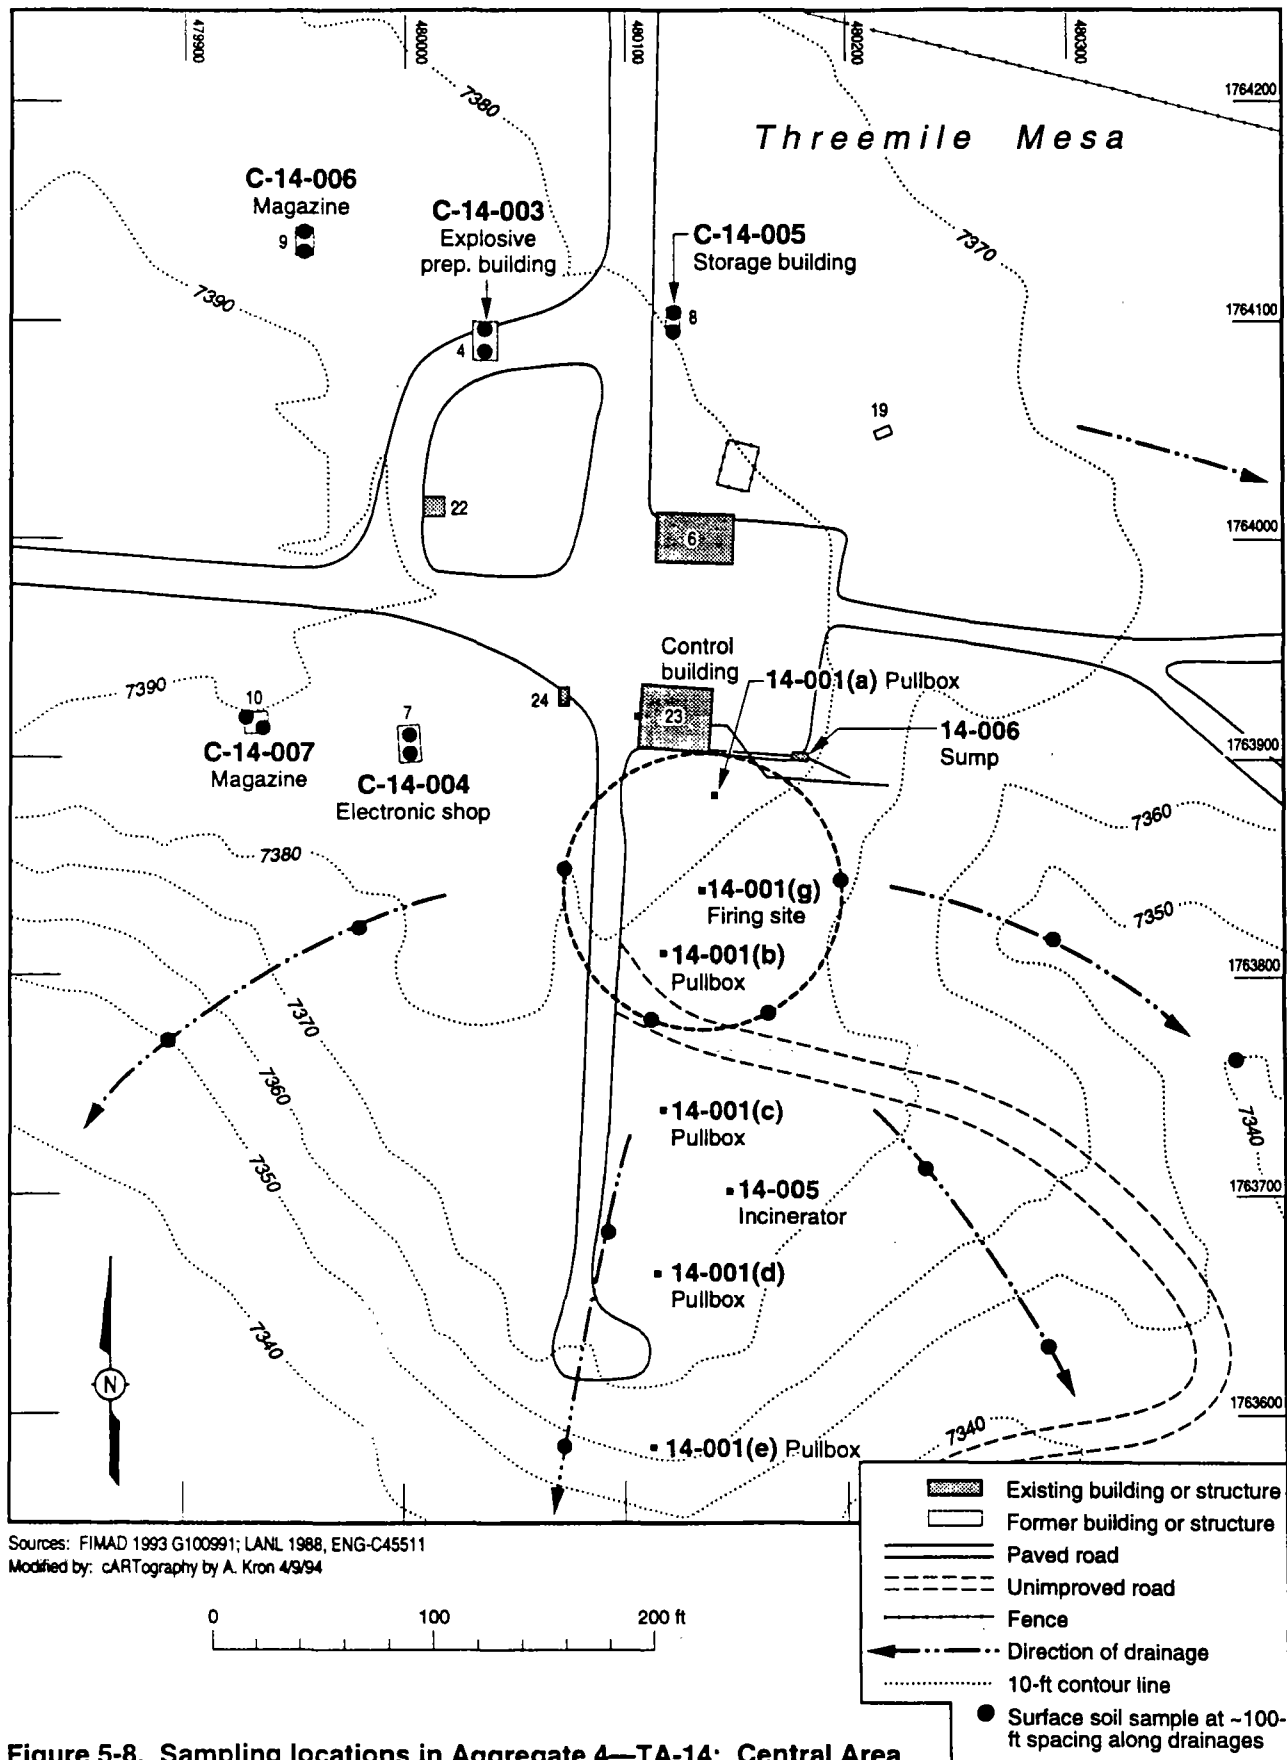 479900
480000
480100
480200
480300
1764200
Threemile Mesa
7380
C-14-006
Magazine
9
C-14-003
Explosive
prep. building
4
C-14-005
Storage building
8
7370
7390
1764100
19
22
6
1764000
Control
building
23
24
14-001(a) Pullbox
14-006
Sump
1763900
7390
10
C-14-007
Magazine
7
C-14-004
Electronic shop
7360
7380
14-001(g)
Firing site
7350
14-001(b)
Pullbox
1763800
7370
7360
14-001(c)
Pullbox
7340
7350
14-005
Incinerator
1763700
14-001(d)
Pullbox
7340
N
1763600
7340
14-001(e) Pullbox
Existing building or structure
Former building or structure
Paved road
Unimproved road
Fence
Direction of drainage
10-ft contour line
Surface soil sample at ~100-
ft spacing along drainages
Sources: FIMAD 1993 G100991; LANL 1988, ENG-C45511
Modified by: cARTography by A. Kron 4/9/94
0 100 200 ft
Figure 5-8. Sampling locations in Aggregate 4—TA-14: Central Area